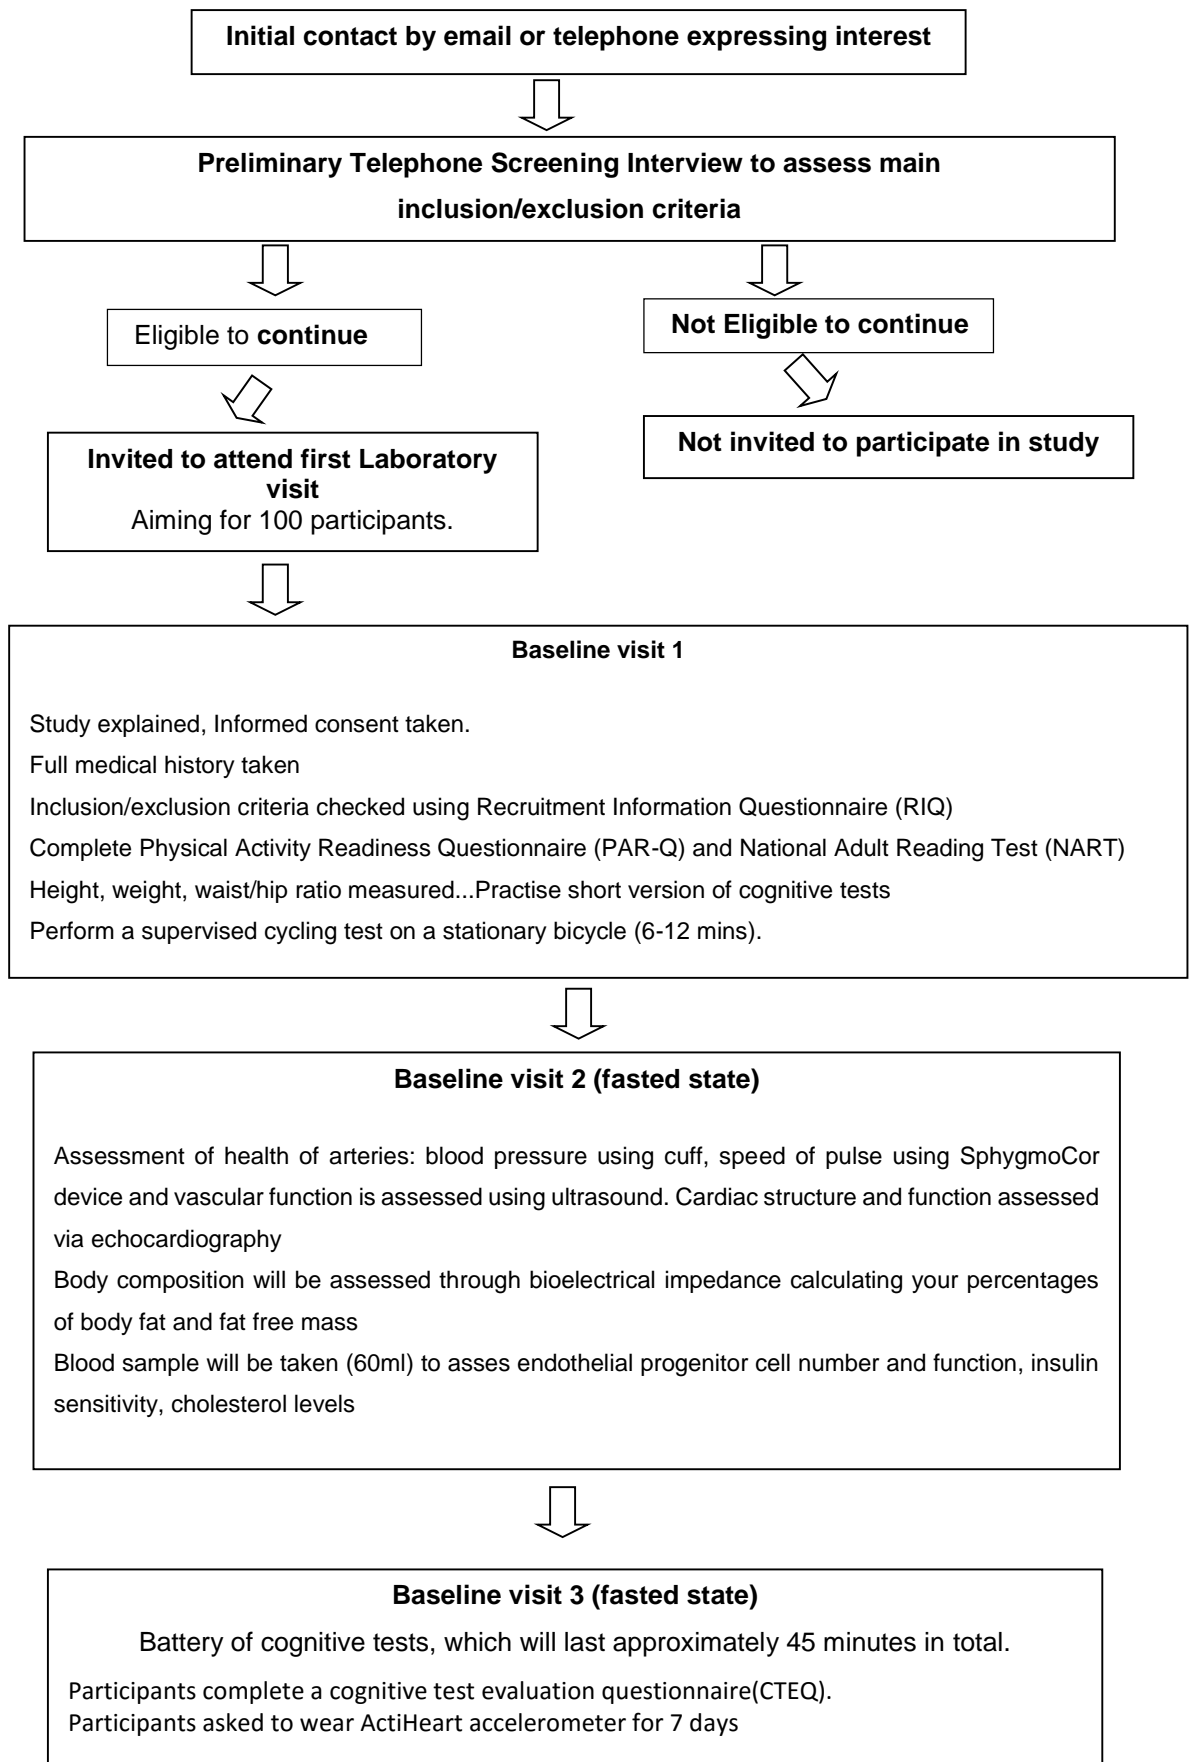 Initial contact by email or telephone expressing interest
Preliminary Telephone Screening Interview to assess main
inclusion/exclusion criteria
Eligible to continue
Not Eligible to continue
Invited to attend first Laboratory
visit
Aiming for 100 participants.
Not invited to participate in study
Baseline visit 1
Study explained, Informed consent taken.
Full medical history taken
Inclusion/exclusion criteria checked using Recruitment Information Questionnaire (RIQ)
Complete Physical Activity Readiness Questionnaire (PAR-Q) and National Adult Reading Test (NART)
Height, weight, waist/hip ratio measured...Practise short version of cognitive tests
Perform a supervised cycling test on a stationary bicycle (6-12 mins).
Baseline visit 2 (fasted state)
Assessment of health of arteries: blood pressure using cuff, speed of pulse using SphygmoCor
device and vascular function is assessed using ultrasound. Cardiac structure and function assessed
via echocardiography
Body composition will be assessed through bioelectrical impedance calculating your percentages
of body fat and fat free mass
Blood sample will be taken (60ml) to asses endothelial progenitor cell number and function, insulin
sensitivity, cholesterol levels
Baseline visit 3 (fasted state)
Battery of cognitive tests, which will last approximately 45 minutes in total.
Participants complete a cognitive test evaluation questionnaire(CTEQ).
Participants asked to wear ActiHeart accelerometer for 7 days